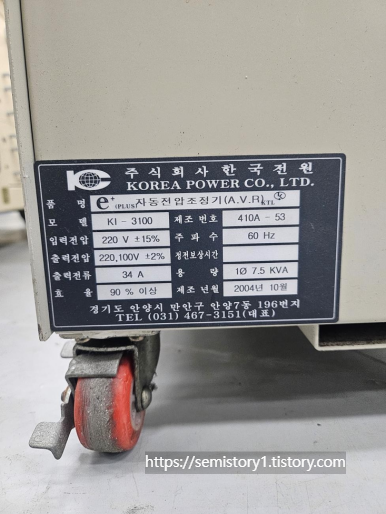 주식회사 한국전원
KOREA POWER CO., LTD.
품 명 e+ (PLUS) 자동전압조정기(A.V.R)
모 델 KI - 3100 제조 번호 410A - 53
입력전압 220 V ±15% 주 파 수 60 Hz
출력전압 220,100V ±2% 정전보상시간
출력전류 34 A 용 량 1Ø 7.5 KVA
효 율 90 % 이상 제조 년월 2004년 10월
경기도 안양시 만안구 안양7동 196번지
TEL (031) 467-3151(대표)
https://semistory1.tistory.com